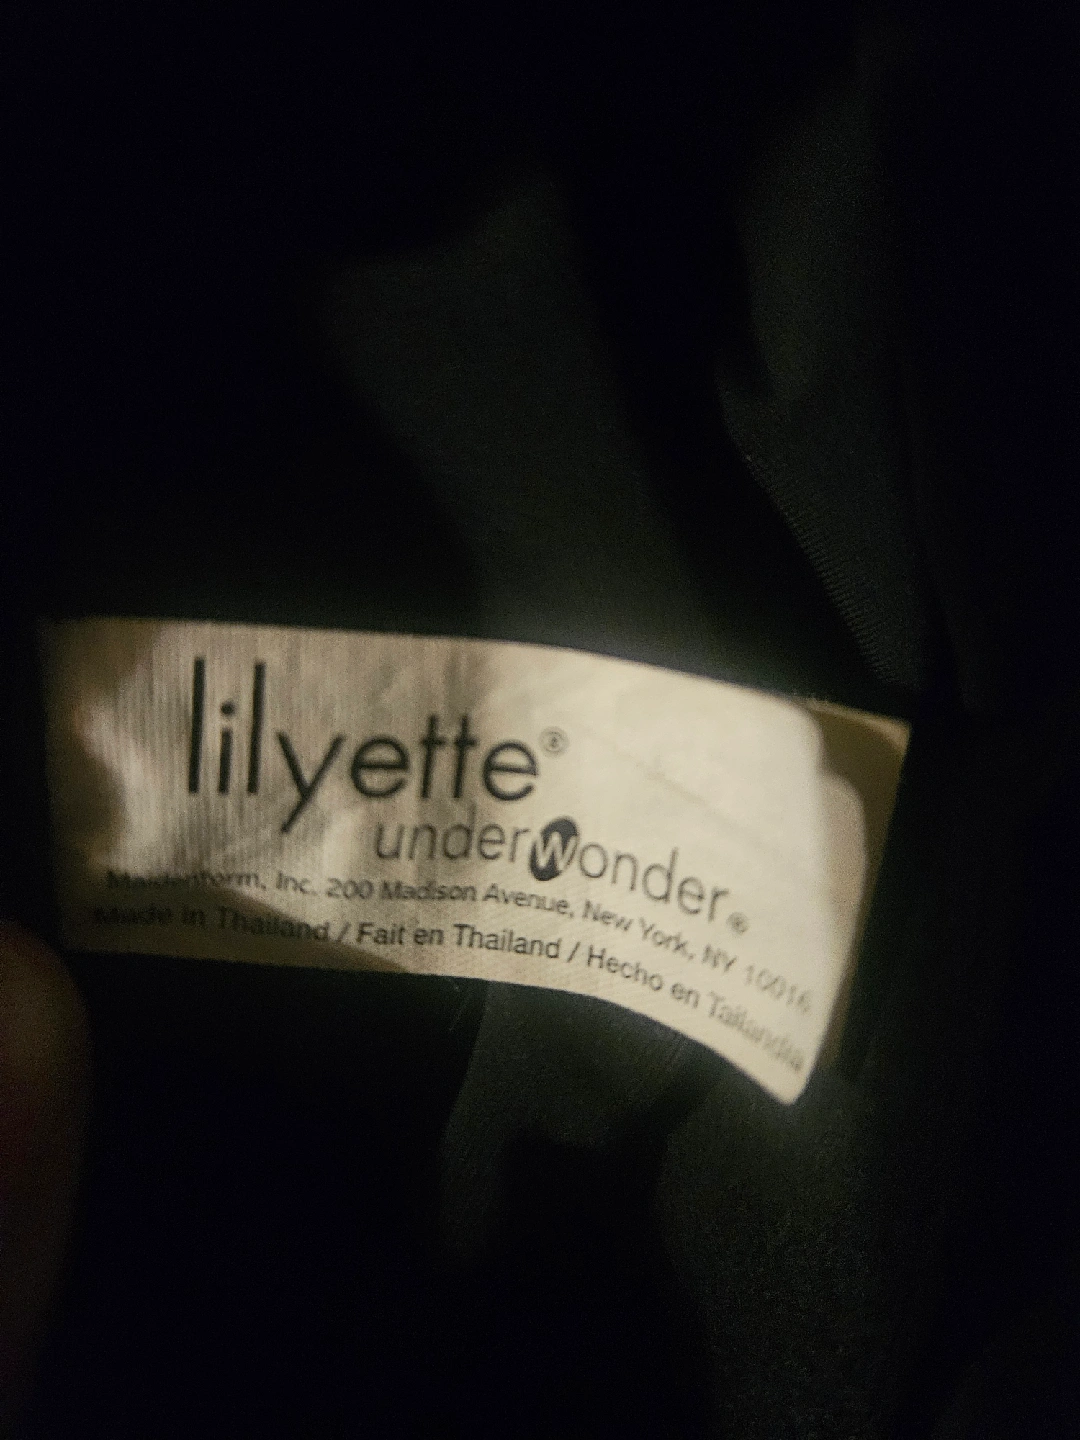 lilyette®
underwonder®
Maidenform, Inc. 200 Madison Avenue, New York, NY 10016
Made in Thailand / Fait en Thailand / Hecho en Tailandia